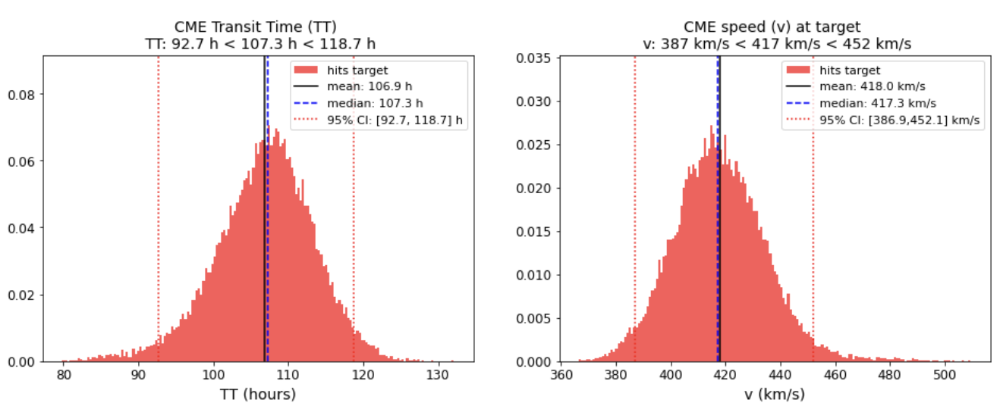 CME Transit Time (TT)
TT: 92.7 h < 107.3 h < 118.7 h
hits target
mean: 106.9 h
median: 107.3 h
95% CI: [92.7, 118.7] h
0.08
0.06
0.04
0.02
0.00
80 90 100 110 120 130
TT (hours)
CME speed (v) at target
v: 387 km/s < 417 km/s < 452 km/s
hits target
mean: 418.0 km/s
median: 417.3 km/s
95% CI: [386.9,452.1] km/s
0.035
0.030
0.025
0.020
0.015
0.010
0.005
0.000
360 380 400 420 440 460 480 500
v (km/s)